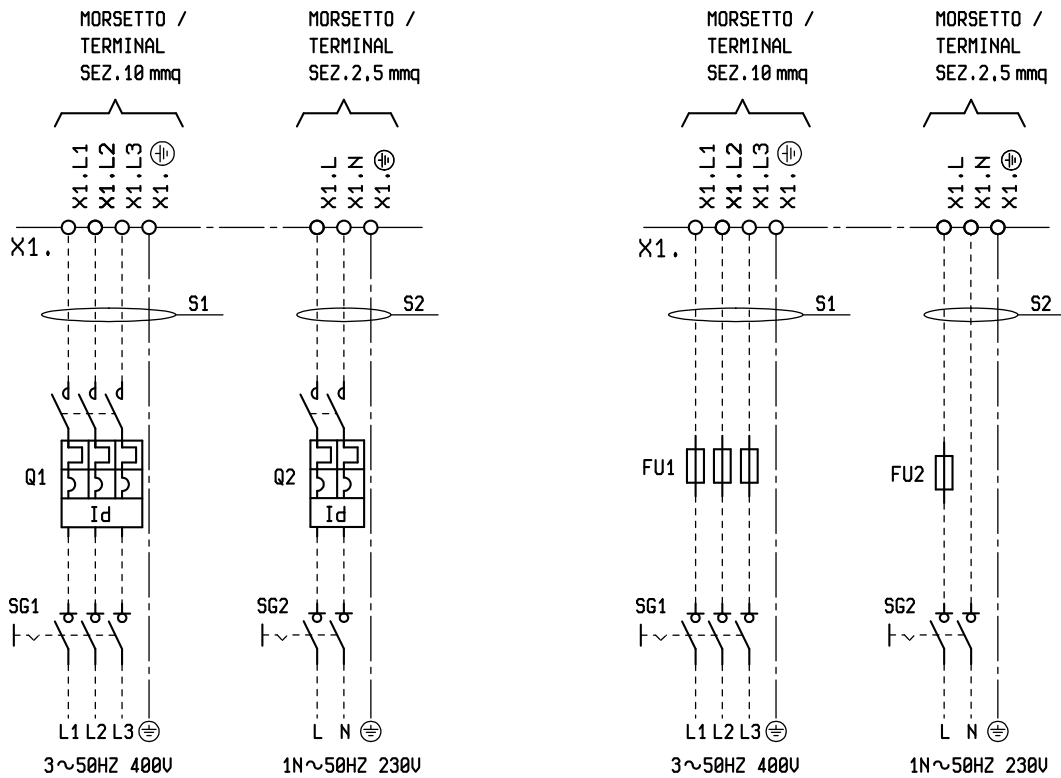 MORSETTO /
TERMINAL
SEZ.10 mmq
MORSETTO /
TERMINAL
SEZ.2,5 mmq
MORSETTO /
TERMINAL
SEZ.10 mmq
MORSETTO /
TERMINAL
SEZ.2,5 mmq
X1.L1
X1.L2
X1.L3
X1.
X1.L
X1.N
X1.
X1.L1
X1.L2
X1.L3
X1.
X1.L
X1.N
X1.
X1.
X1.
S1
S2
S1
S2
Q1
Id
Q2
Id
FU1
FU2
SG1
SG2
SG1
SG2
L1 L2 L3
L N
L1 L2 L3
L N
3~50HZ 400V
1N~50HZ 230V
3~50HZ 400V
1N~50HZ 230V